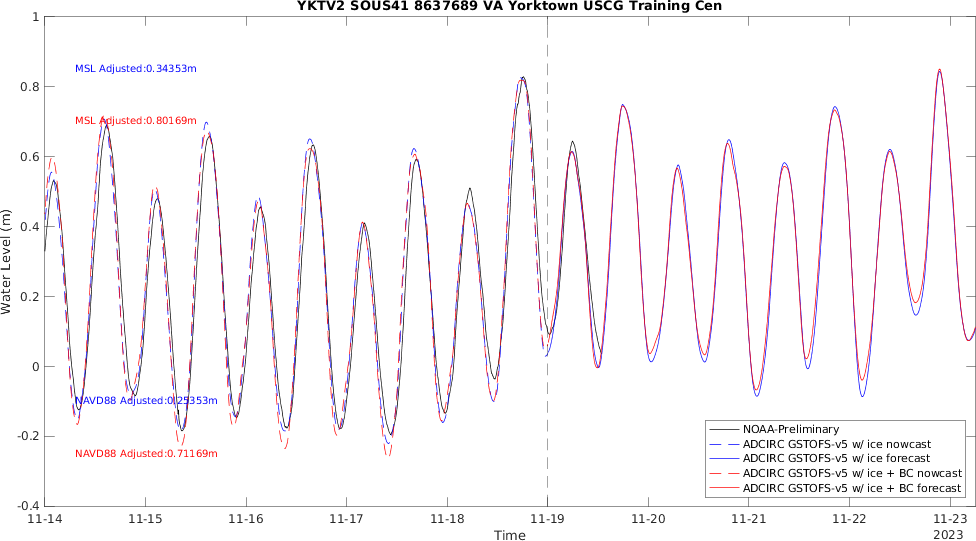 YKTV2 SOUS41 8637689 VA Yorktown USCG Training Cen
1
0.8
0.6
0.4
0.2
0
-0.2
-0.4
Water Level (m)
MSL Adjusted:0.34353m
MSL Adjusted:0.80169m
NAVD88 Adjusted:0.25353m
NAVD88 Adjusted:0.71169m
NOAA-Preliminary
ADCIRC GSTOFS-v5 w/ ice nowcast
ADCIRC GSTOFS-v5 w/ ice forecast
ADCIRC GSTOFS-v5 w/ ice + BC nowcast
ADCIRC GSTOFS-v5 w/ ice + BC forecast
11-14 11-15 11-16 11-17 11-18 11-19 11-20 11-21 11-22 11-23
Time
2023